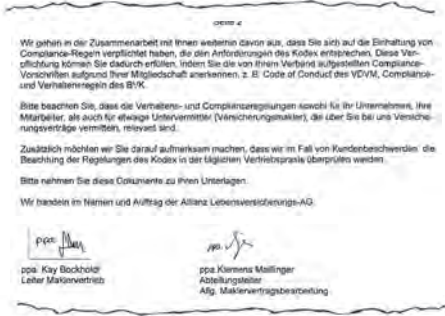 Seite 2
Wir gehen in der Zusammenarbeit mit Ihnen weiterhin davon aus, dass Sie sich auf die Einhaltung von
Compliance-Regeln verpflichtet haben, die den Anforderungen des Kodex entsprechen. Diese Ver-
pflichtung können Sie dadurch erfüllen, indem Sie die von Ihrem Verband aufgestellten Compliance-
Vorschriften aufgrund Ihrer Mitgliedschaft anerkennen, z. B. Code of Conduct des VDVM, Compliance-
und Verhaltensregeln des BVK.
Bitte beachten Sie, dass die Verhaltens- und Complianceregelungen sowohl für Ihr Unternehmen, Ihre
Mitarbeiter, als auch für etwaige Untervermittler (Versicherungsmakler), die über Sie bei uns Versiche-
rungsverträge vermitteln, relevant sind.
Zusätzlich möchten wir Sie darauf aufmerksam machen, dass wir im Fall von Kundenbeschwerden die
Beachtung der Regelungen des Kodex in der täglichen Vertriebspraxis überprüfen werden.
Bitte nehmen Sie diese Dokumente zu Ihren Unterlagen.
Wir handeln im Namen und Auftrag der Allianz Lebensversicherungs-AG.
ppa.
ppa. Kay Bockholdt
Leiter Maklervertrieb
ppa. Klemens Maillinger
Abteilungsleiter
Allg. Maklervertragsbearbeitung